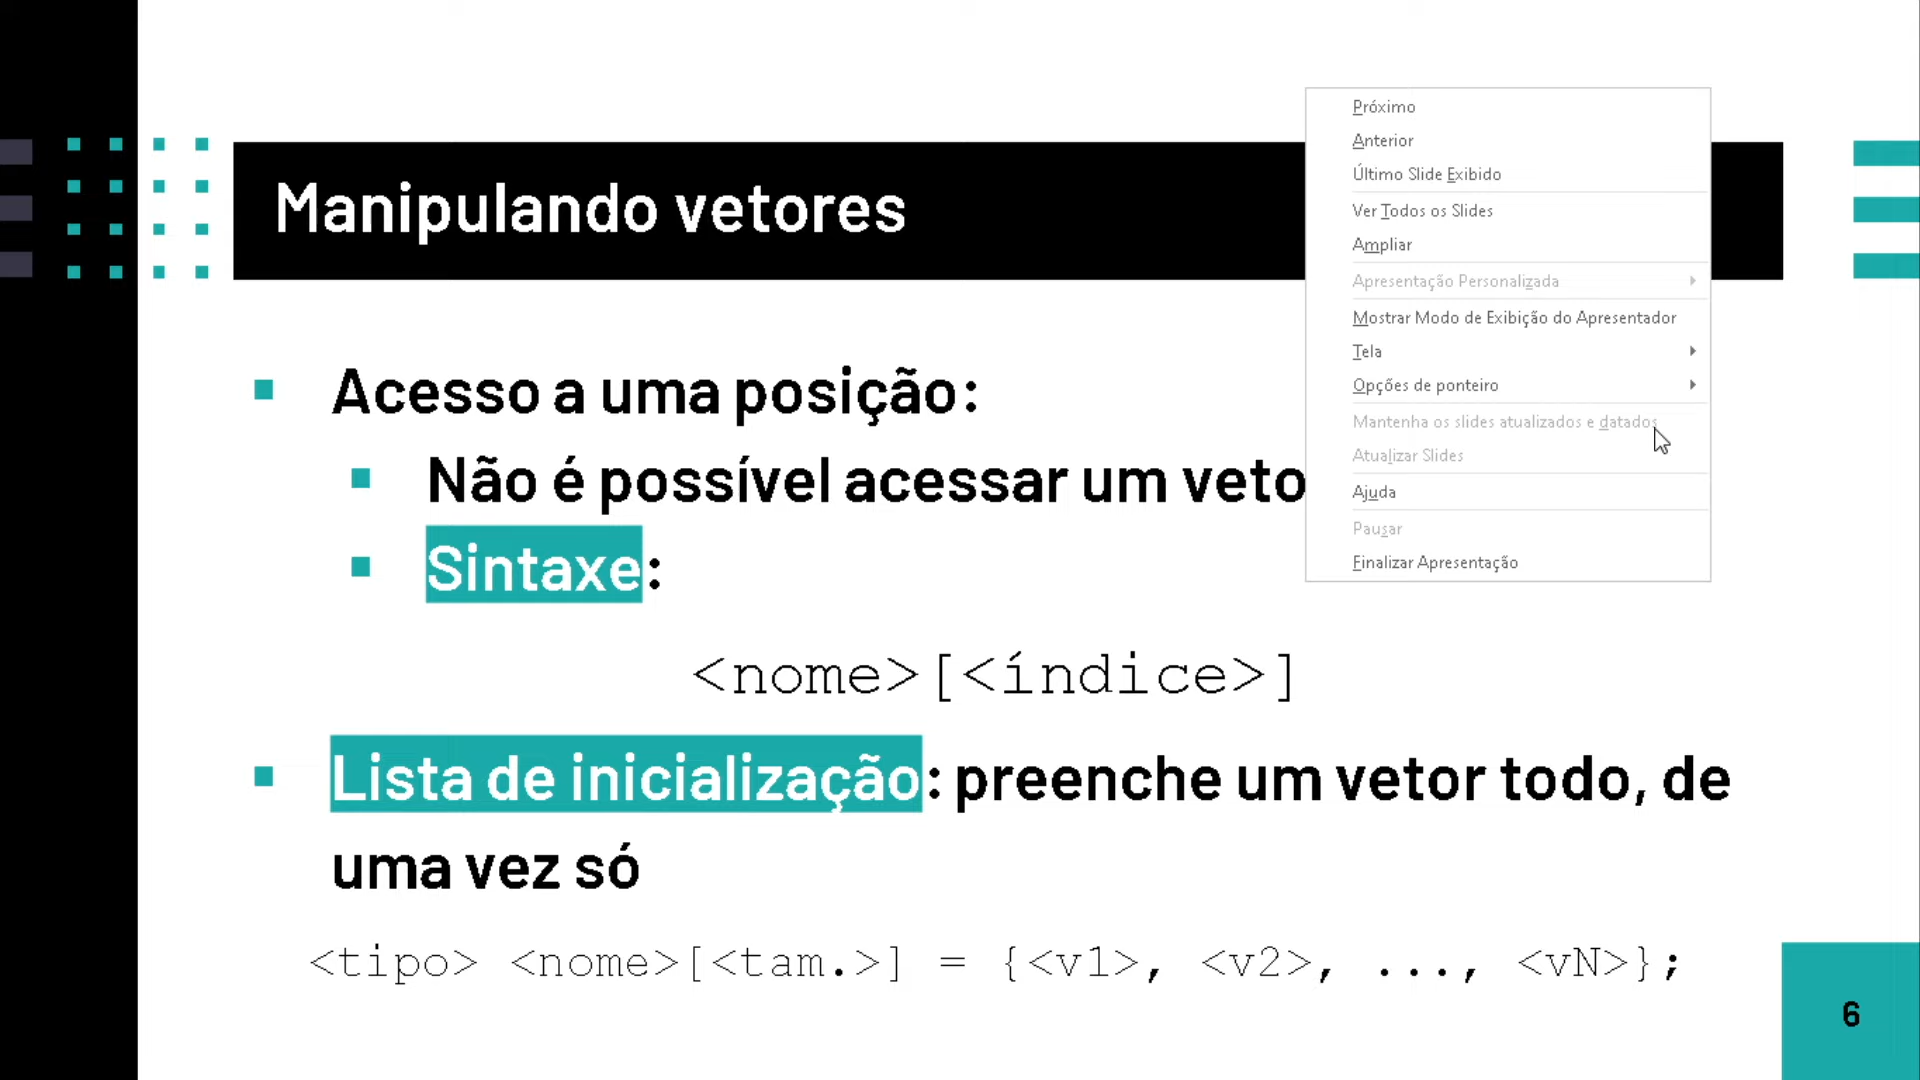 Manipulando vetores
Acesso a uma posição:
Não é possível acessar um
Sintaxe:
<nome>[<índice>]
Lista de inicialização: preenche um vetor todo, de
uma vez só
<tipo> <nome>[<tam.>] = {<v1>, <v2>, ..., <vN>};
6
Próximo
Anterior
Último Slide Exibido
Ver Todos os Slides
Ampliar
Apresentação Personalizada
Mostrar Modo de Exibição do Apresentador
Tela
Opções de ponteiro
Mantenha os slides atualizados e datados
Atualizar Slides
Ajuda
Pausar
Finalizar Apresentação